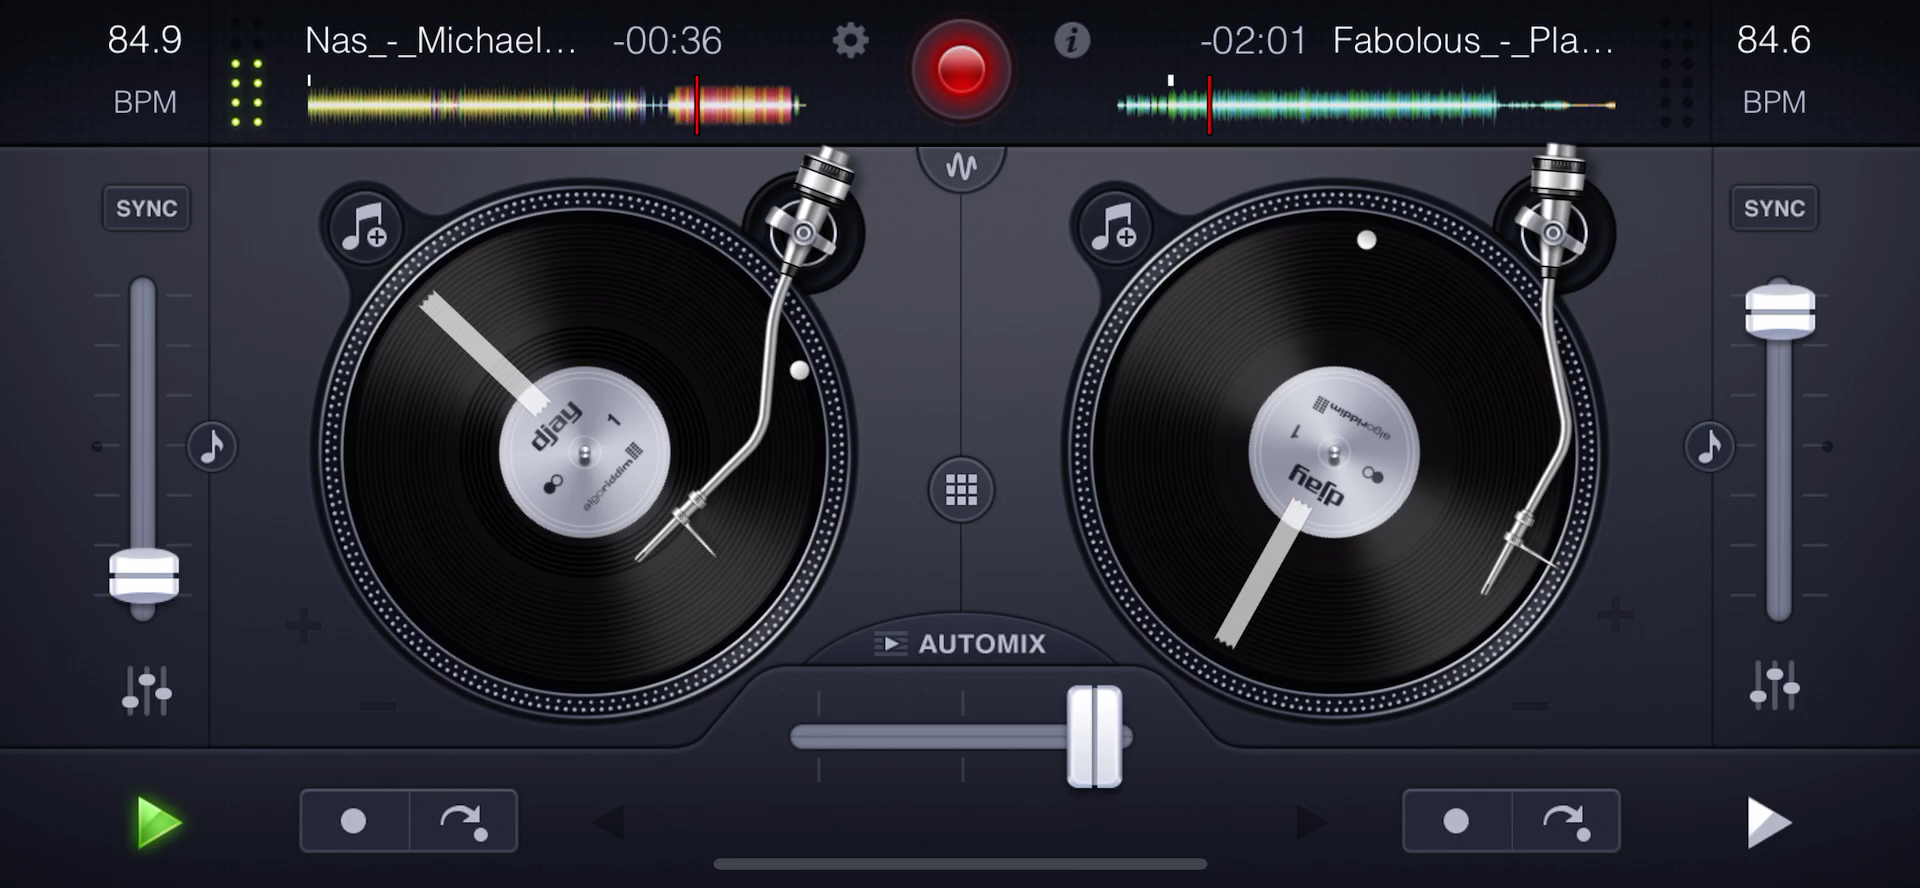 84.9
BPM
Nas_-_Michael...
-00:36
-02:01
Fabolous_-_Pla...
84.6
BPM
SYNC
SYNC
djay
1
algoriddim
djay
1
algoriddim
AUTOMIX